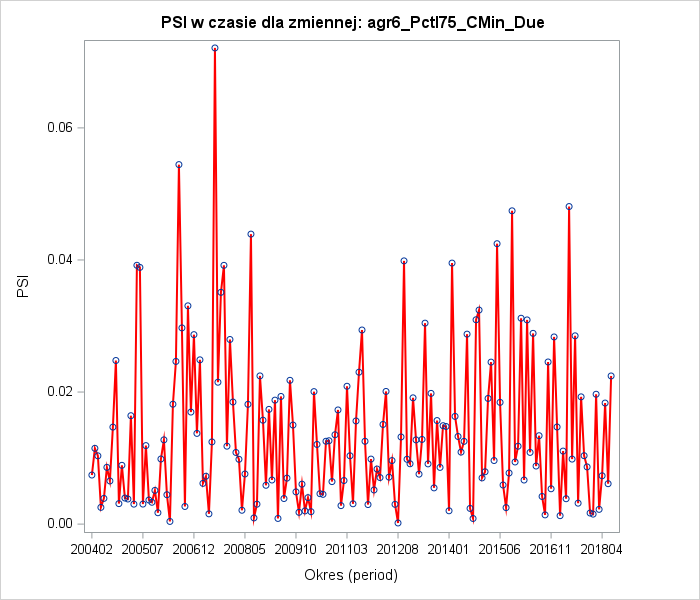 PSI w czasie dla zmiennej: agr6_Pctl75_CMin_Due
0.06
0.04
0.02
0.00
PSI
200402 200507 200612 200805 200910 201103 201208 201401 201506 201611 201804
Okres (period)